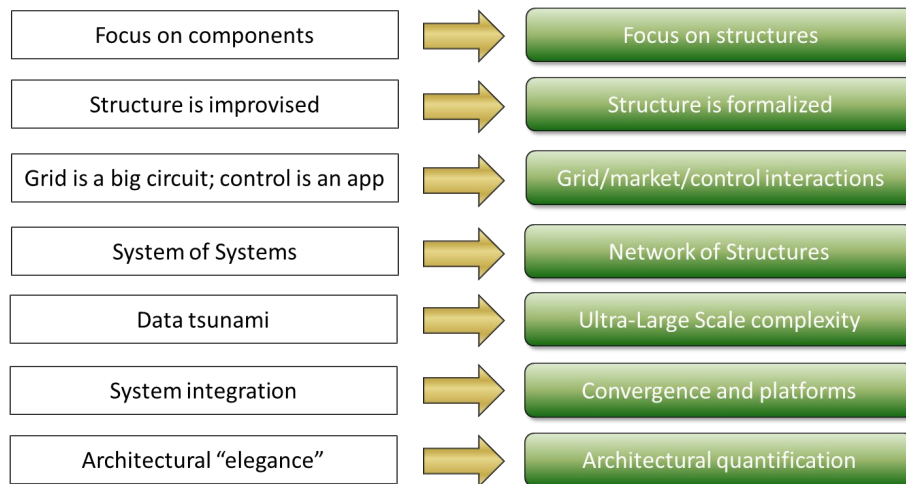 Focus on components
Focus on structures
Structure is improvised
Structure is formalized
Grid is a big circuit; control is an app
Grid/market/control interactions
System of Systems
Network of Structures
Data tsunami
Ultra-Large Scale complexity
System integration
Convergence and platforms
Architectural “elegance”
Architectural quantification